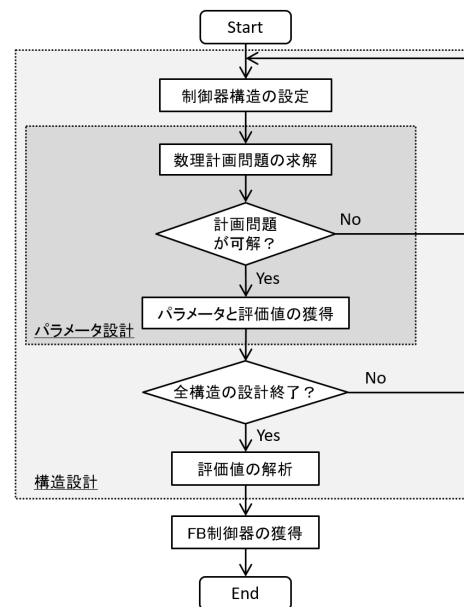 Start
制御器構造の設定
数理計画問題の求解
計画問題
が可解？
No
Yes
パラメータと評価値の獲得
パラメータ設計
全構造の設計終了？
No
Yes
評価値の解析
構造設計
FB制御器の獲得
End